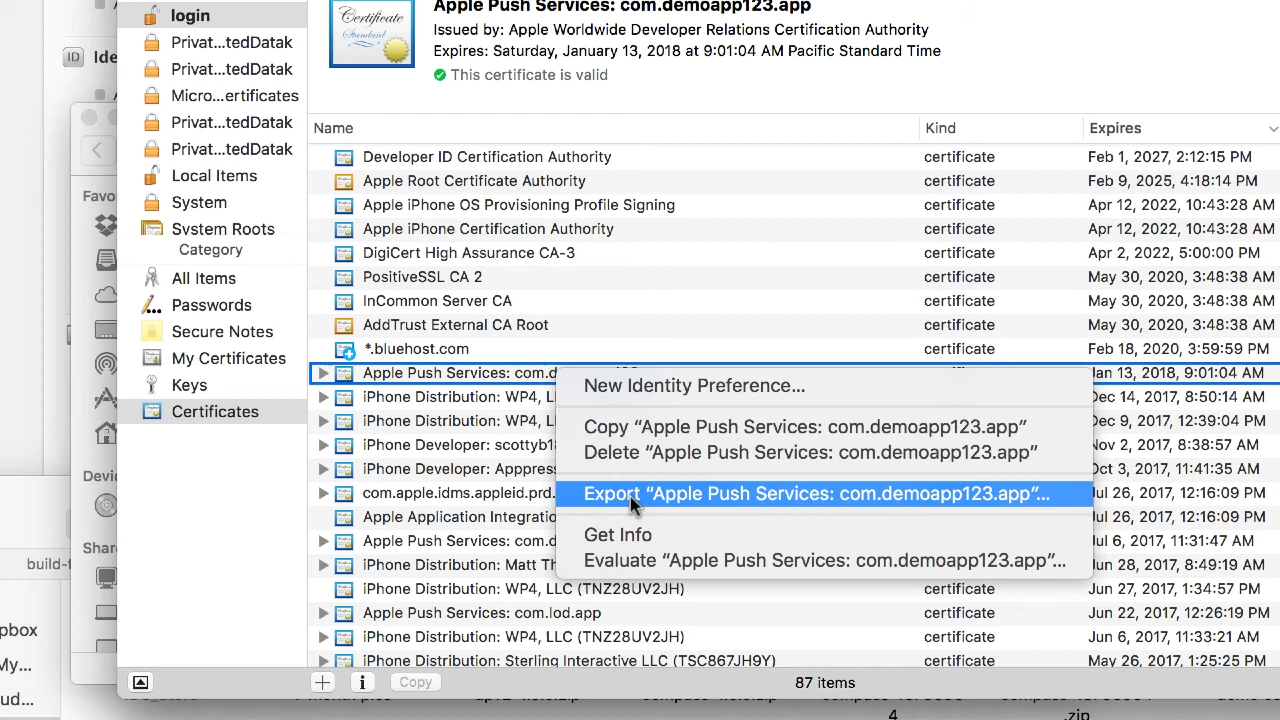 login
Privat...tedDatak
Privat...tedDatak
Micro...ertificates
Privat...tedDatak
Privat...tedDatak
Local Items
System
System Roots
Category
All Items
Passwords
Secure Notes
My Certificates
Keys
Certificates
ID Ide
Favo
Devic
Shar
build-
pbox
My...
ud...
Apple Push Services: com.demoapp123.app
Issued by: Apple Worldwide Developer Relations Certification Authority
Expires: Saturday, January 13, 2018 at 9:01:04 AM Pacific Standard Time
This certificate is valid
Certificate
Standard
Name Kind Expires
Developer ID Certification Authority certificate Feb 1, 2027, 2:12:15 PM
Apple Root Certificate Authority certificate Feb 9, 2025, 4:18:14 PM
Apple iPhone OS Provisioning Profile Signing certificate Apr 12, 2022, 10:43:28 AM
Apple iPhone Certification Authority certificate Apr 12, 2022, 10:43:28 AM
DigiCert High Assurance CA-3 certificate Apr 2, 2022, 5:00:00 PM
PositiveSSL CA 2 certificate May 30, 2020, 3:48:38 AM
InCommon Server CA certificate May 30, 2020, 3:48:38 AM
AddTrust External CA Root certificate May 30, 2020, 3:48:38 AM
*.bluehost.com certificate Feb 18, 2020, 3:59:59 PM
Apple Push Services: com.d Jan 13, 2018, 9:01:04 AM
iPhone Distribution: WP4, L Dec 14, 2017, 8:50:14 AM
iPhone Distribution: WP4, L Dec 9, 2017, 12:39:04 PM
iPhone Developer: scottyb1 Nov 2, 2017, 8:38:57 AM
iPhone Developer: Appress Oct 3, 2017, 11:41:35 AM
com.apple.idms.appleid.prd. Jul 26, 2017, 12:16:09 PM
Apple Application Integratio Jul 26, 2017, 12:16:09 PM
Apple Push Services: com.d Jul 6, 2017, 11:31:47 AM
iPhone Distribution: Matt Th Jun 28, 2017, 8:49:18 AM
iPhone Distribution: WP4, LLC (TNZ28UV2JH) certificate Jun 27, 2017, 1:34:57 PM
Apple Push Services: com.lod.app certificate Jun 22, 2017, 12:26:19 PM
iPhone Distribution: WP4, LLC (TNZ28UV2JH) certificate Jun 6, 2017, 11:33:21 AM
iPhone Distribution: Sterling Interactive LLC (TSC867JH9Y) certificate May 26, 2017, 1:25:25 PM
New Identity Preference...
Copy “Apple Push Services: com.demoapp123.app”
Delete “Apple Push Services: com.demoapp123.app”
Export “Apple Push Services: com.demoapp123.app”...
Get Info
Evaluate “Apple Push Services: com.demoapp123.app”...
Copy
87 items
4
.zip